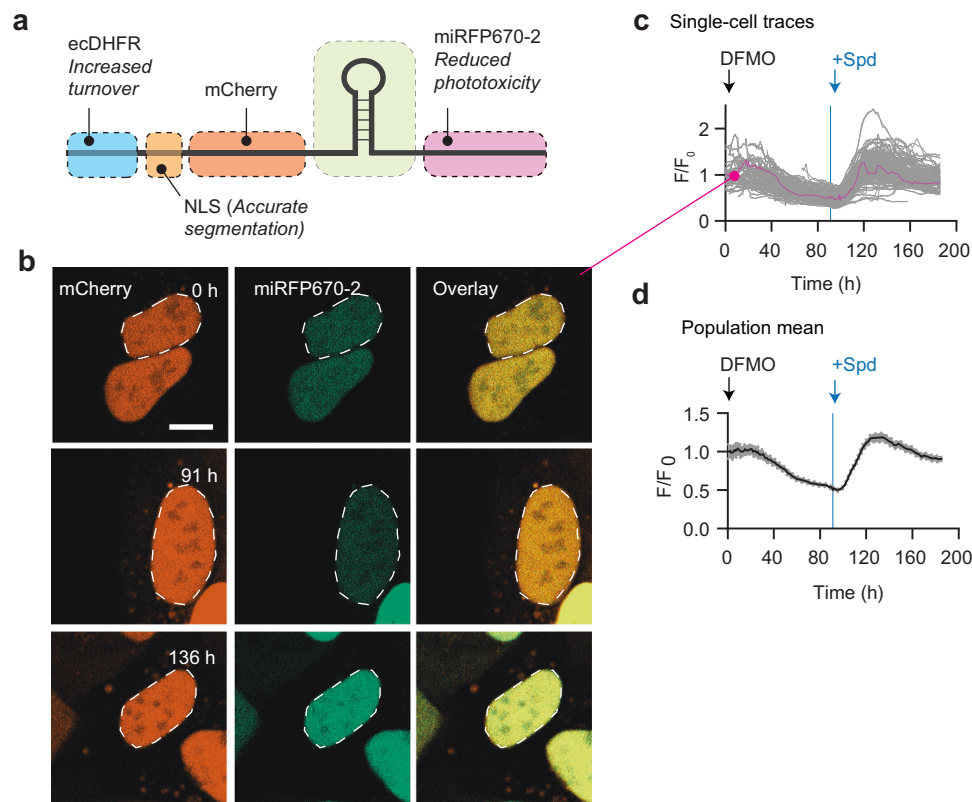 a
ecDHFR
Increased
turnover
mCherry
miRFP670-2
Reduced
phototoxicity
NLS (Accurate
segmentation)
b
mCherry
0 h
miRFP670-2
Overlay
91 h
136 h
c
Single-cell traces
DFMO
+Spd
F/F0
2
1
0
0
40
80
120
160
200
Time (h)
d
Population mean
DFMO
+Spd
F/F0
1.5
1.0
0.5
0.0
0
40
80
120
160
200
Time (h)